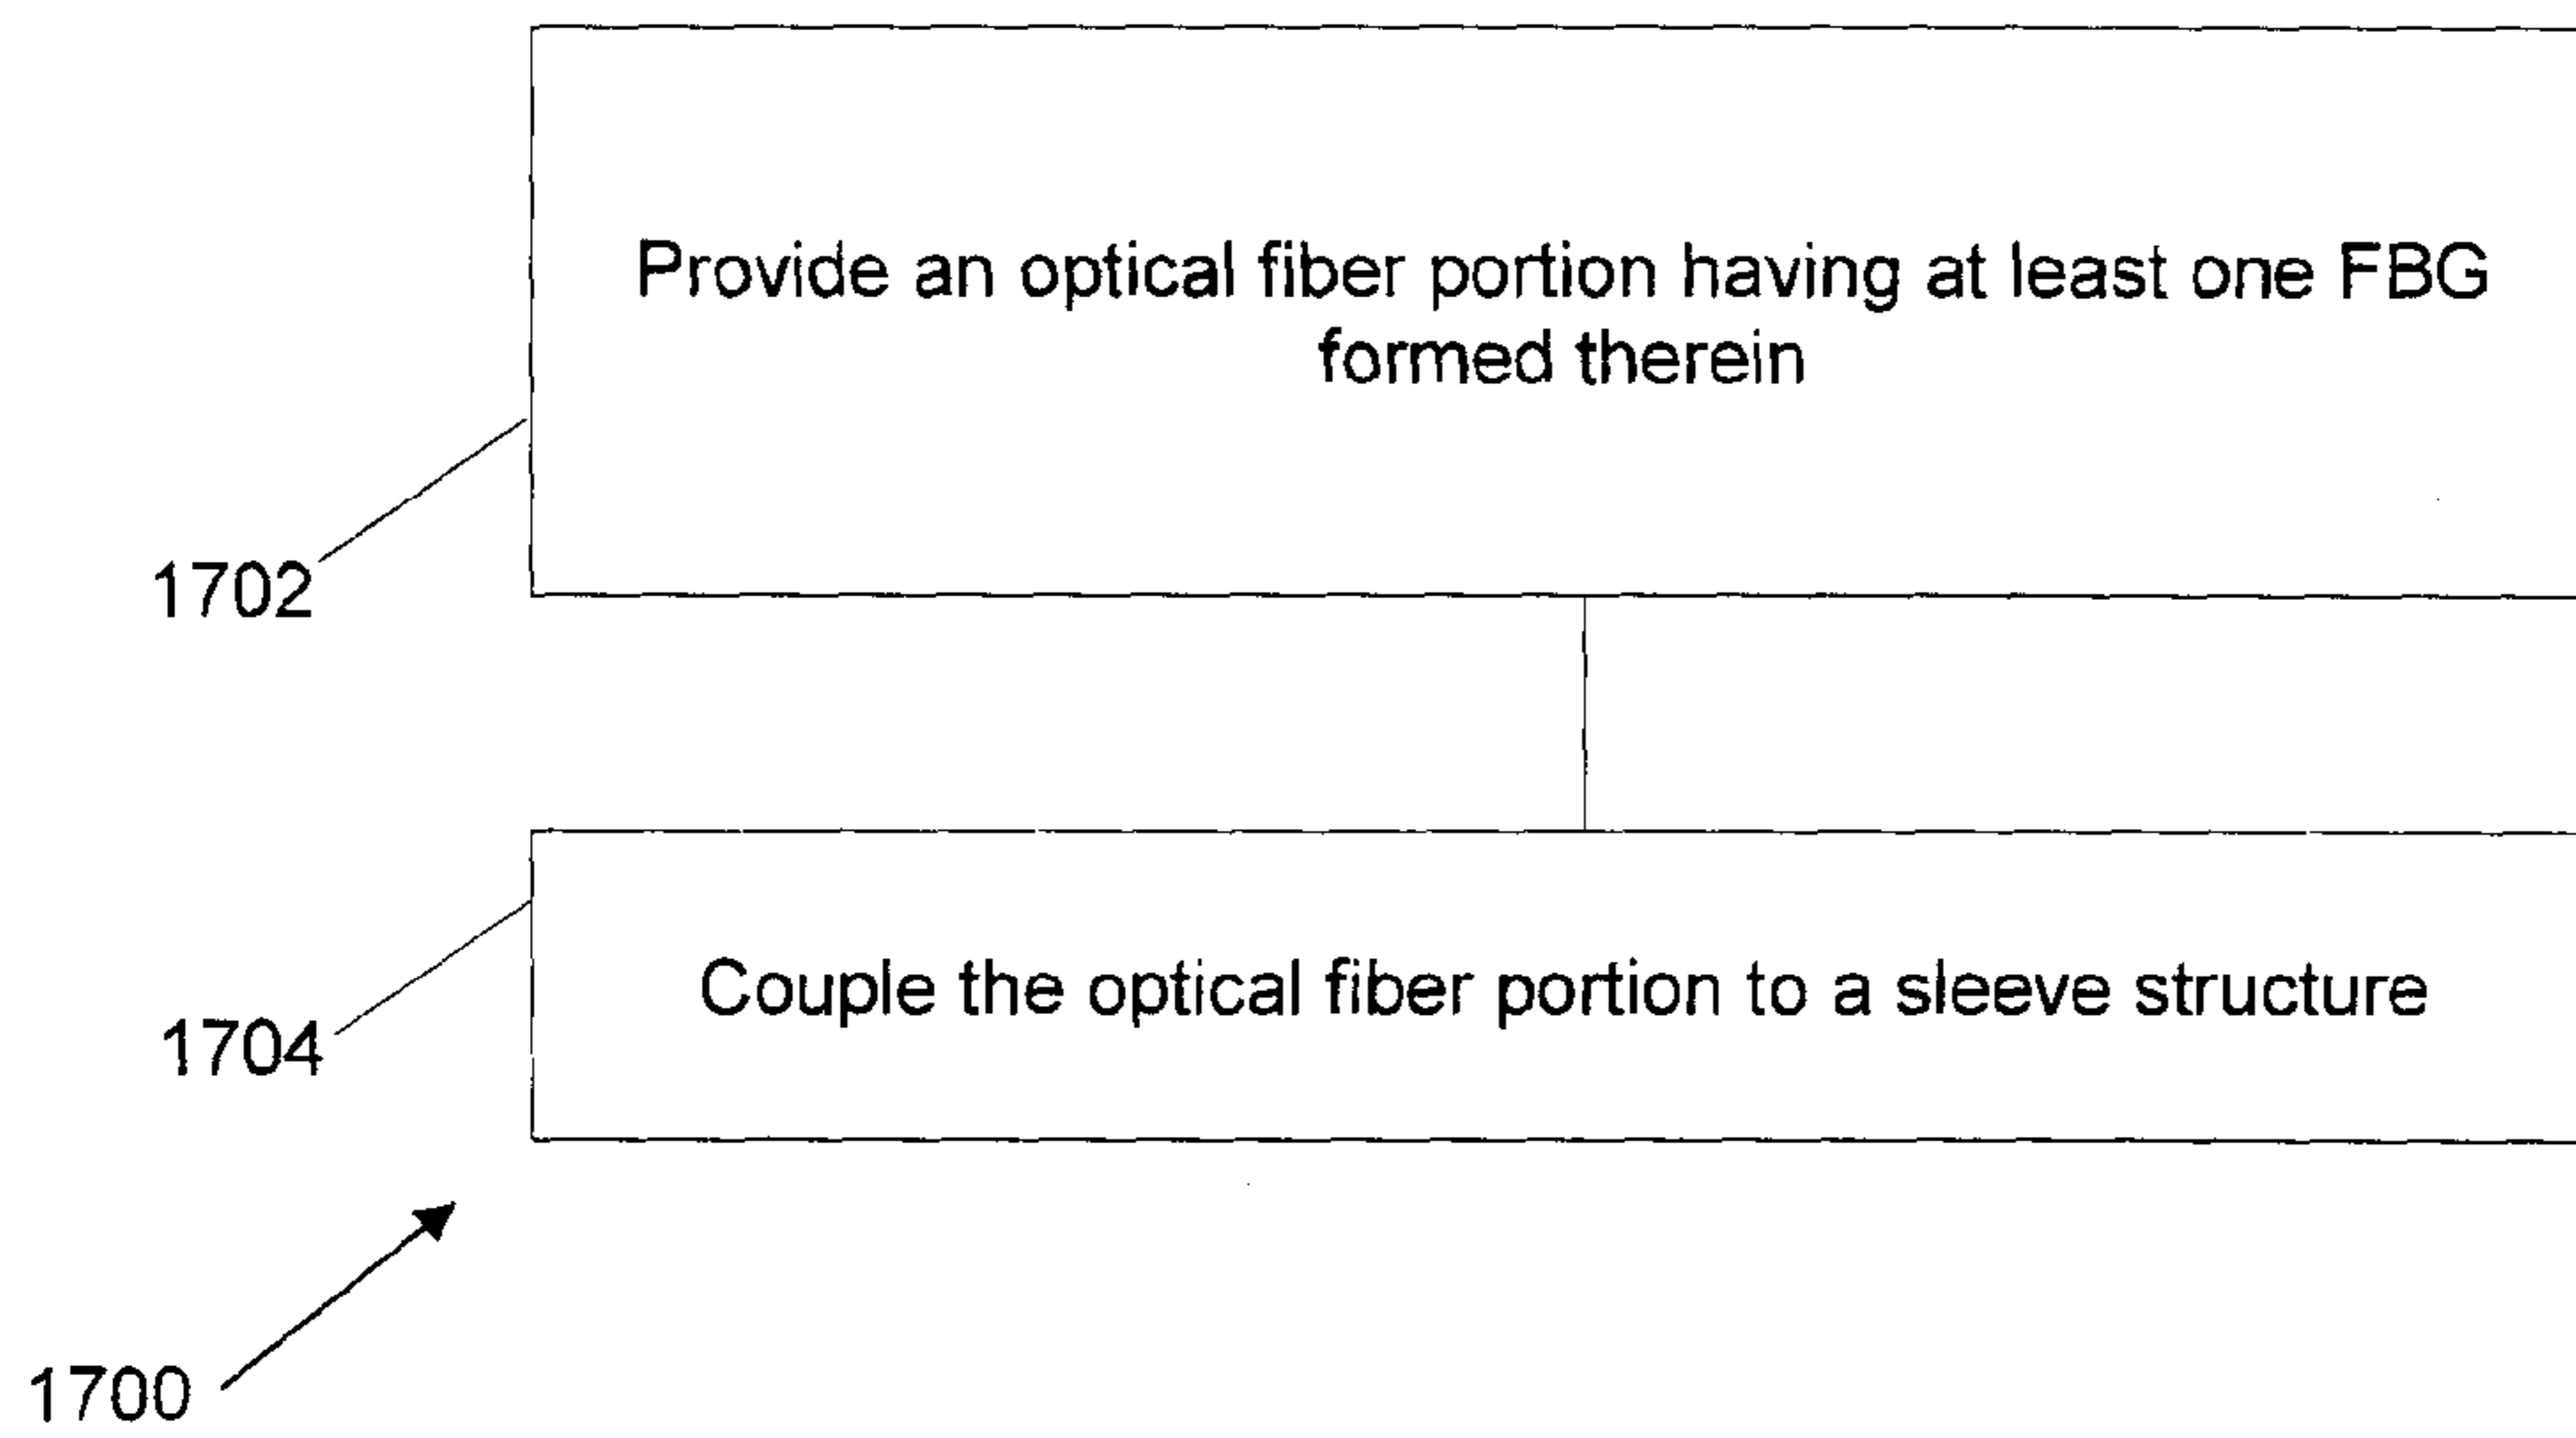 Provide an optical fiber portion having at least one FBG
formed therein
1702
Couple the optical fiber portion to a sleeve structure
1704
1700